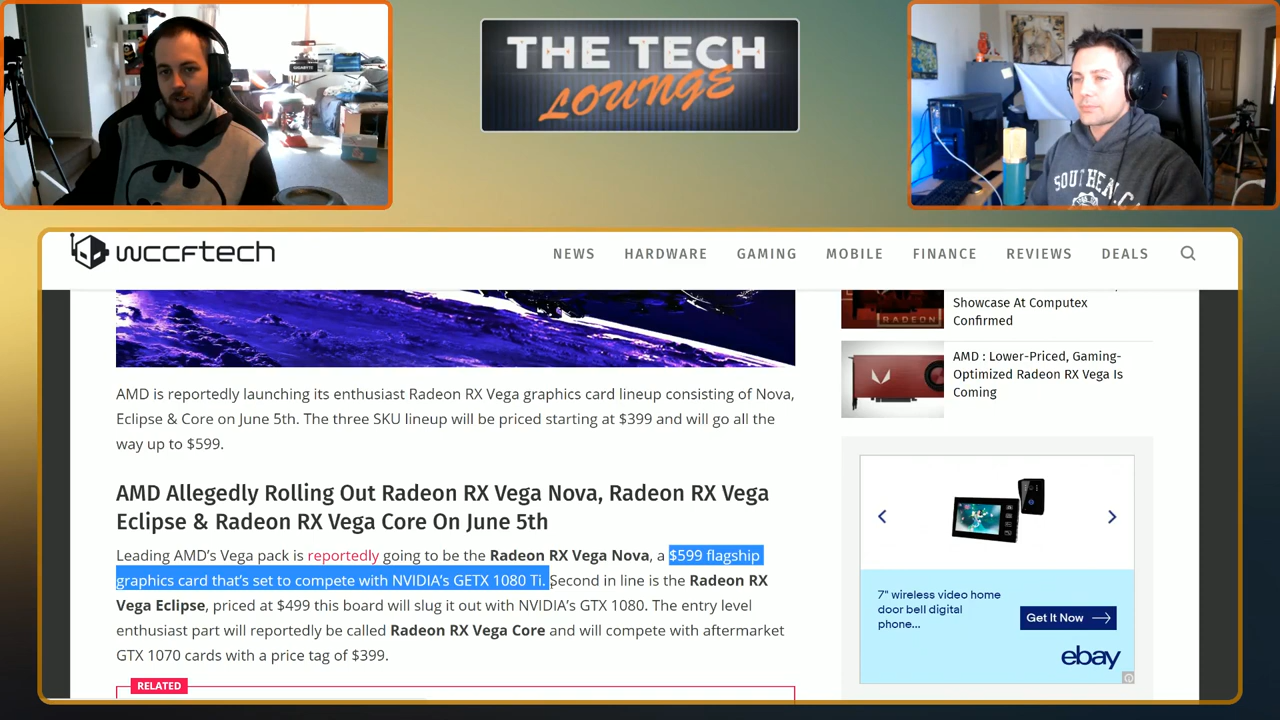 THE TECH
LOUNGE
SOUTHERN.C
wccftech
NEWS HARDWARE GAMING MOBILE FINANCE REVIEWS DEALS
Showcase At Computex
Confirmed
RADEON
AMD : Lower-Priced, Gaming-
Optimized Radeon RX Vega Is
Coming
AMD is reportedly launching its enthusiast Radeon RX Vega graphics card lineup consisting of Nova,
Eclipse & Core on June 5th. The three SKU lineup will be priced starting at $399 and will go all the
way up to $599.
AMD Allegedly Rolling Out Radeon RX Vega Nova, Radeon RX Vega
Eclipse & Radeon RX Vega Core On June 5th
Leading AMD's Vega pack is reportedly going to be the Radeon RX Vega Nova, a $599 flagship
graphics card that's set to compete with NVIDIA's GETX 1080 Ti. Second in line is the Radeon RX
Vega Eclipse, priced at $499 this board will slug it out with NVIDIA's GTX 1080. The entry level
enthusiast part will reportedly be called Radeon RX Vega Core and will compete with aftermarket
GTX 1070 cards with a price tag of $399.
RELATED
7" wireless video home
door bell digital
phone...
Get It Now
ebay